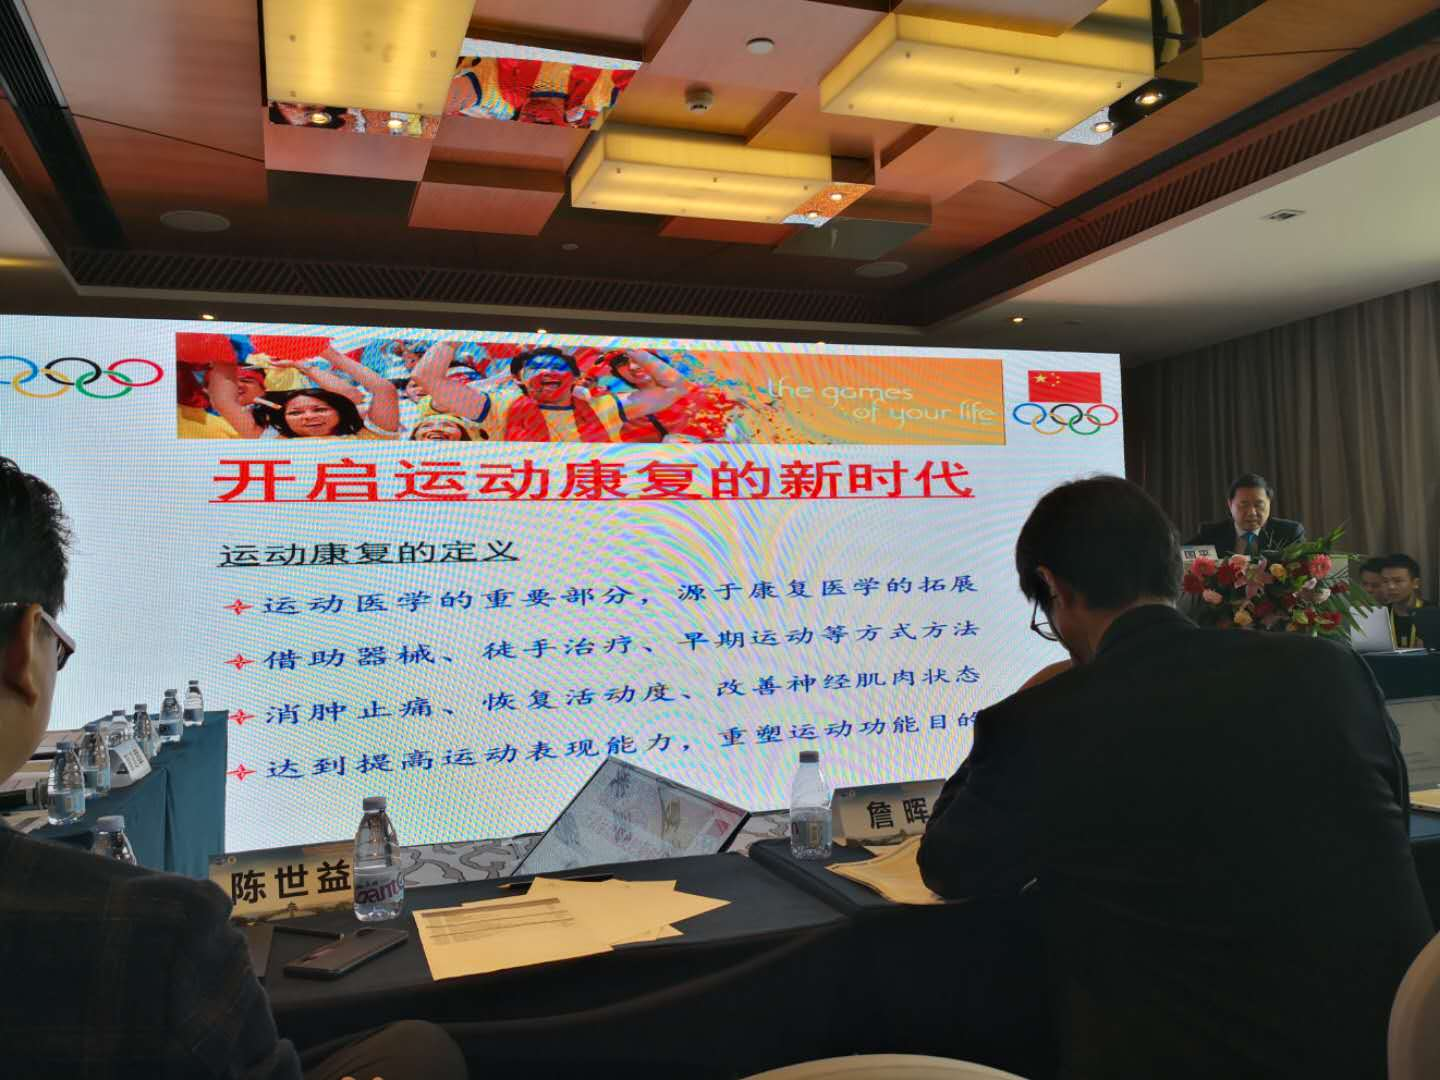 the games
of your life
开启运动康复的新时代
运动康复的定义
运动医学的重要部分，源于康复医学的拓展
借助器械、徒手治疗、早期运动等方式方法
消肿止痛、恢复活动度、改善神经肌肉状态
达到提高运动表现能力，重塑运动功能目的
国平
詹晖
陈世益